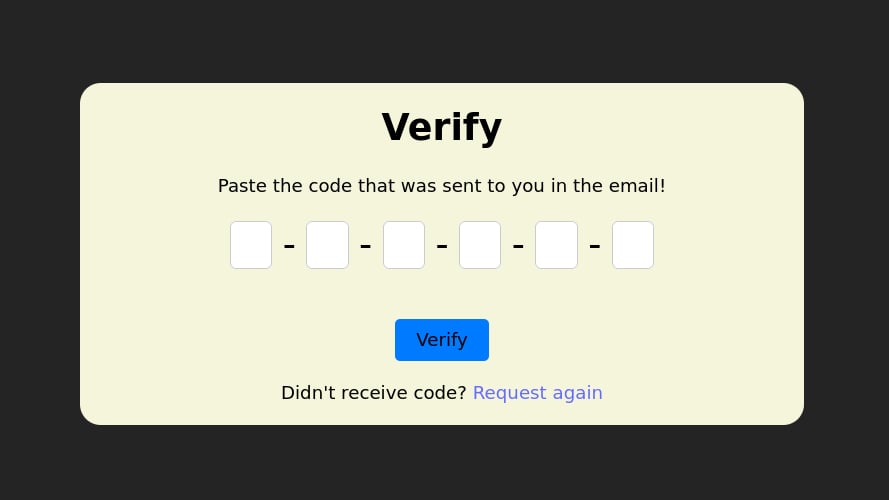 Verify
Paste the code that was sent to you in the email!
- - - - -
Verify
Didn't receive code? Request again